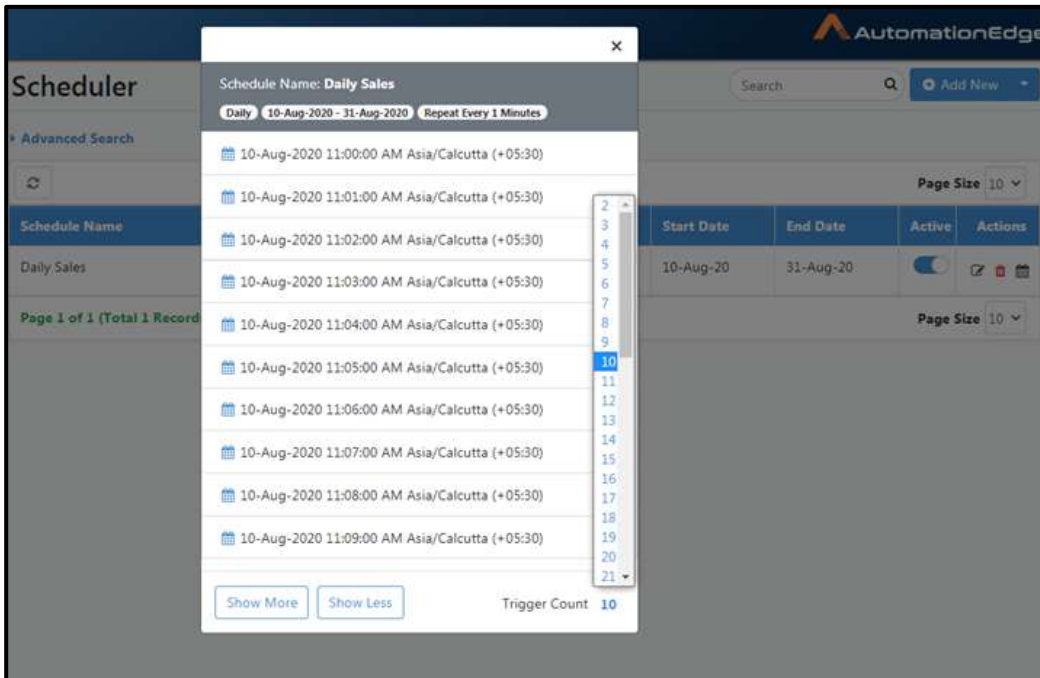 AutomationEdge
Scheduler
Search
Add New
Advanced Search
Page Size 10
Schedule Name
Start Date
End Date
Active
Actions
Daily Sales
10-Aug-20
31-Aug-20
Page 1 of 1 (Total 1 Record
Page Size 10
×
Schedule Name: Daily Sales
Daily
10-Aug-2020 - 31-Aug-2020
Repeat Every 1 Minutes
10-Aug-2020 11:00:00 AM Asia/Calcutta (+05:30)
10-Aug-2020 11:01:00 AM Asia/Calcutta (+05:30)
10-Aug-2020 11:02:00 AM Asia/Calcutta (+05:30)
10-Aug-2020 11:03:00 AM Asia/Calcutta (+05:30)
10-Aug-2020 11:04:00 AM Asia/Calcutta (+05:30)
10-Aug-2020 11:05:00 AM Asia/Calcutta (+05:30)
10-Aug-2020 11:06:00 AM Asia/Calcutta (+05:30)
10-Aug-2020 11:07:00 AM Asia/Calcutta (+05:30)
10-Aug-2020 11:08:00 AM Asia/Calcutta (+05:30)
10-Aug-2020 11:09:00 AM Asia/Calcutta (+05:30)
2
3
4
5
6
7
8
9
10
11
12
13
14
15
16
17
18
19
20
21
Show More
Show Less
Trigger Count 10